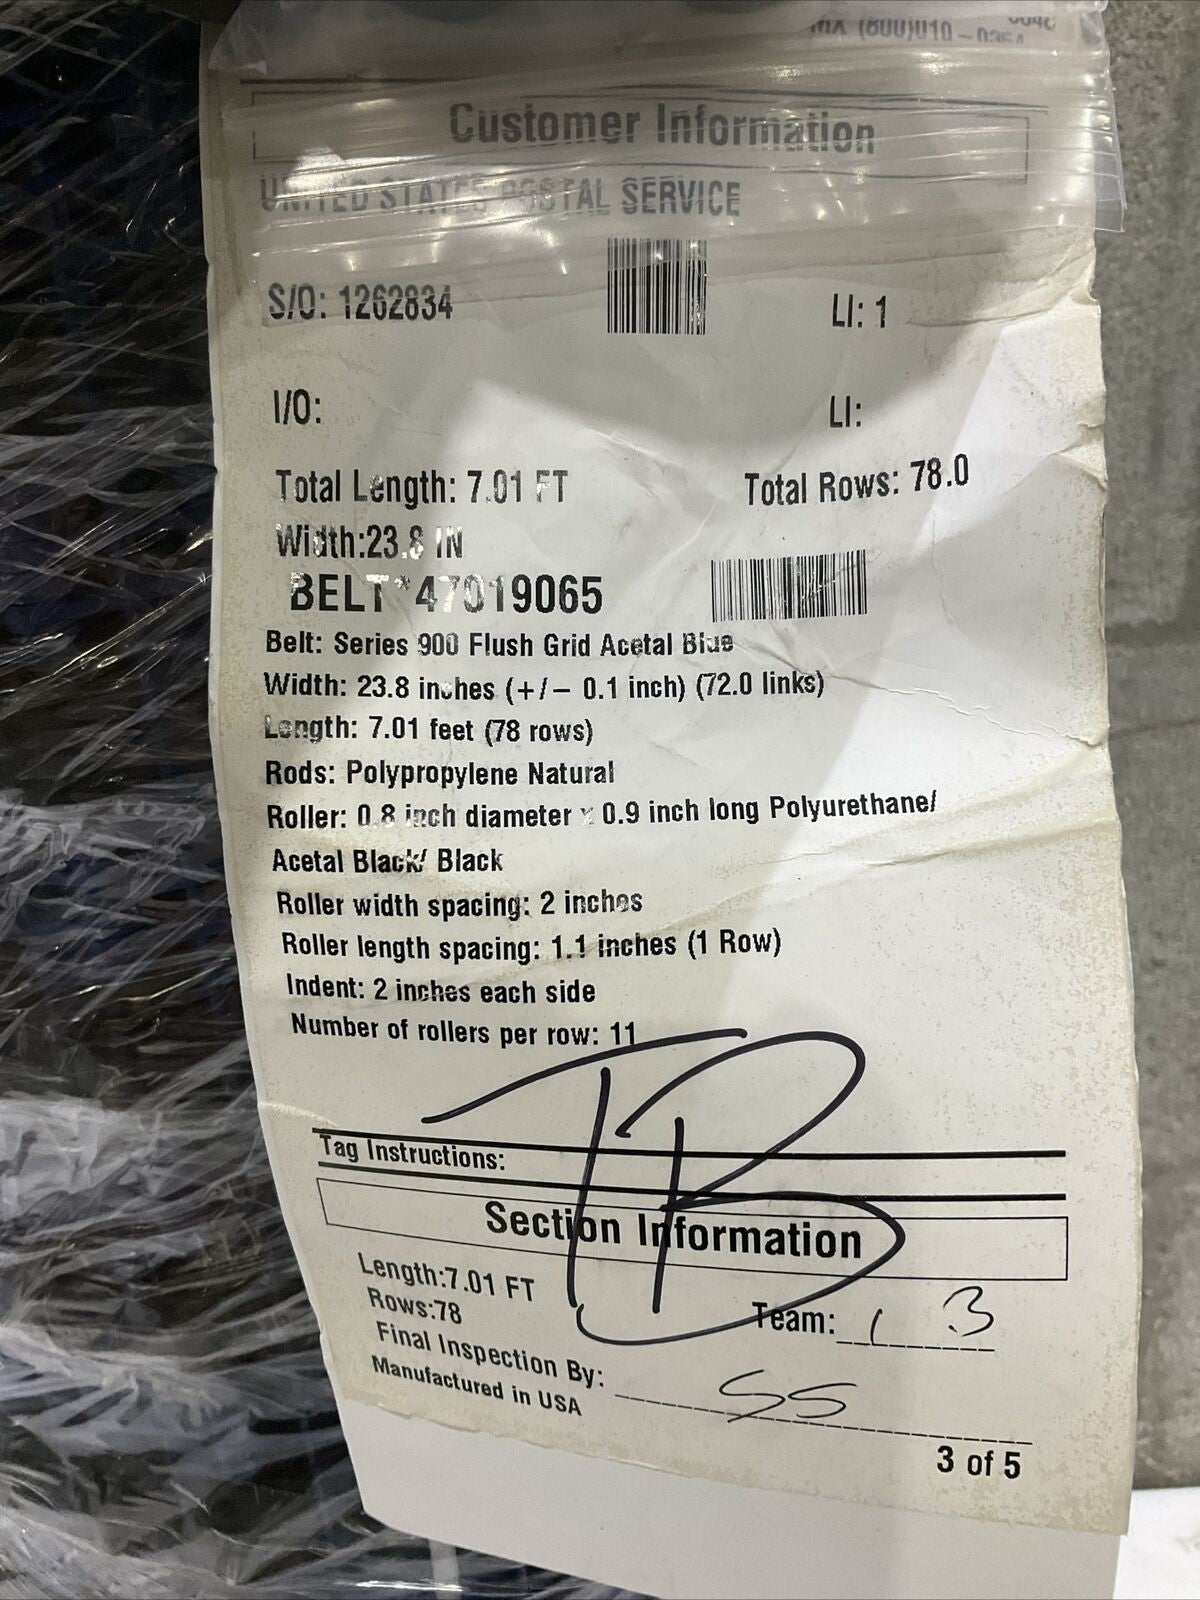 MX (800)010-
Customer Information
UNITED STATES POSTAL SERVICE
S/O: 1262834 LI: 1
I/O: LI:
Total Length: 7.01 FT Total Rows: 78.0
Width:23.8 IN
BELT*47019065
Belt: Series 900 Flush Grid Acetal Blue
Width: 23.8 inches (+/- 0.1 inch) (72.0 links)
Length: 7.01 feet (78 rows)
Rods: Polypropylene Natural
Roller: 0.8 inch diameter x 0.9 inch long Polyurethane/
Acetal Black/ Black
Roller width spacing: 2 inches
Roller length spacing: 1.1 inches (1 Row)
Indent: 2 inches each side
Number of rollers per row: 11
TB
Tag Instructions:
Section Information
Length:7.01 FT
Rows:78 Team: 1 3
Final Inspection By: SS
Manufactured in USA
3 of 5